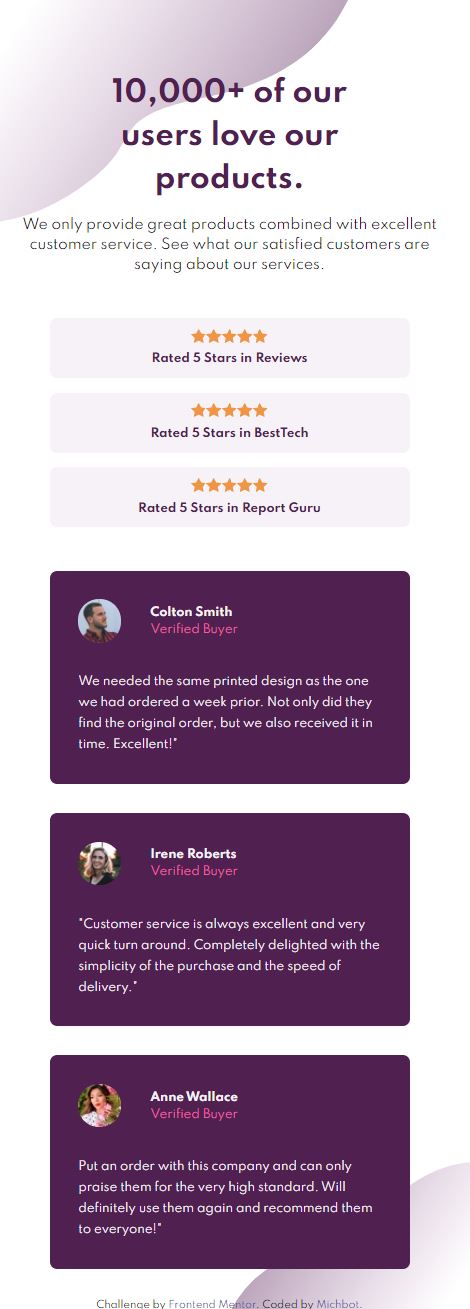 10,000+ of our
users love our
products.
We only provide great products combined with excellent
customer service. See what our satisfied customers are
saying about our services.
Rated 5 Stars in Reviews
Rated 5 Stars in BestTech
Rated 5 Stars in Report Guru
Colton Smith
Verified Buyer
We needed the same printed design as the one
we had ordered a week prior. Not only did they
find the original order, but we also received it in
time. Excellent!"
Irene Roberts
Verified Buyer
"Customer service is always excellent and very
quick turn around. Completely delighted with the
simplicity of the purchase and the speed of
delivery."
Anne Wallace
Verified Buyer
Put an order with this company and can only
praise them for the very high standard. Will
definitely use them again and recommend them
to everyone!"
Challenge by Frontend Mentor. Coded by Michbot.